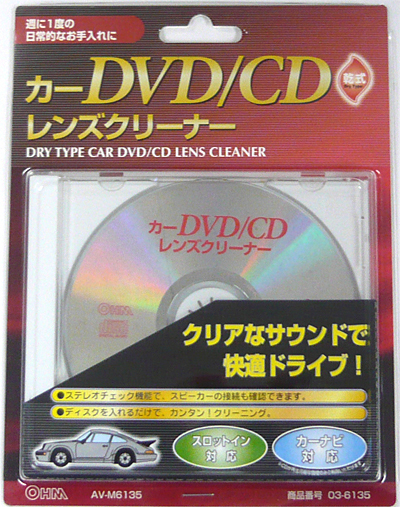 週に1度の
日常的なお手入れに
カーDVD/CD
乾式
Dry Type
レンズクリーナー
DRY TYPE CAR DVD/CD LENS CLEANER
カーDVD/CD
レンズクリーナー
OHM
クリアなサウンドで
快適ドライブ!
●ステレオチェック機能で、スピーカーの接続も確認できます。
●ディスクを入れるだけで、カンタン!クリーニング。
スロットイン
対応
カーナビ
対応
OHM AV-M6135 商品番号 03-6135